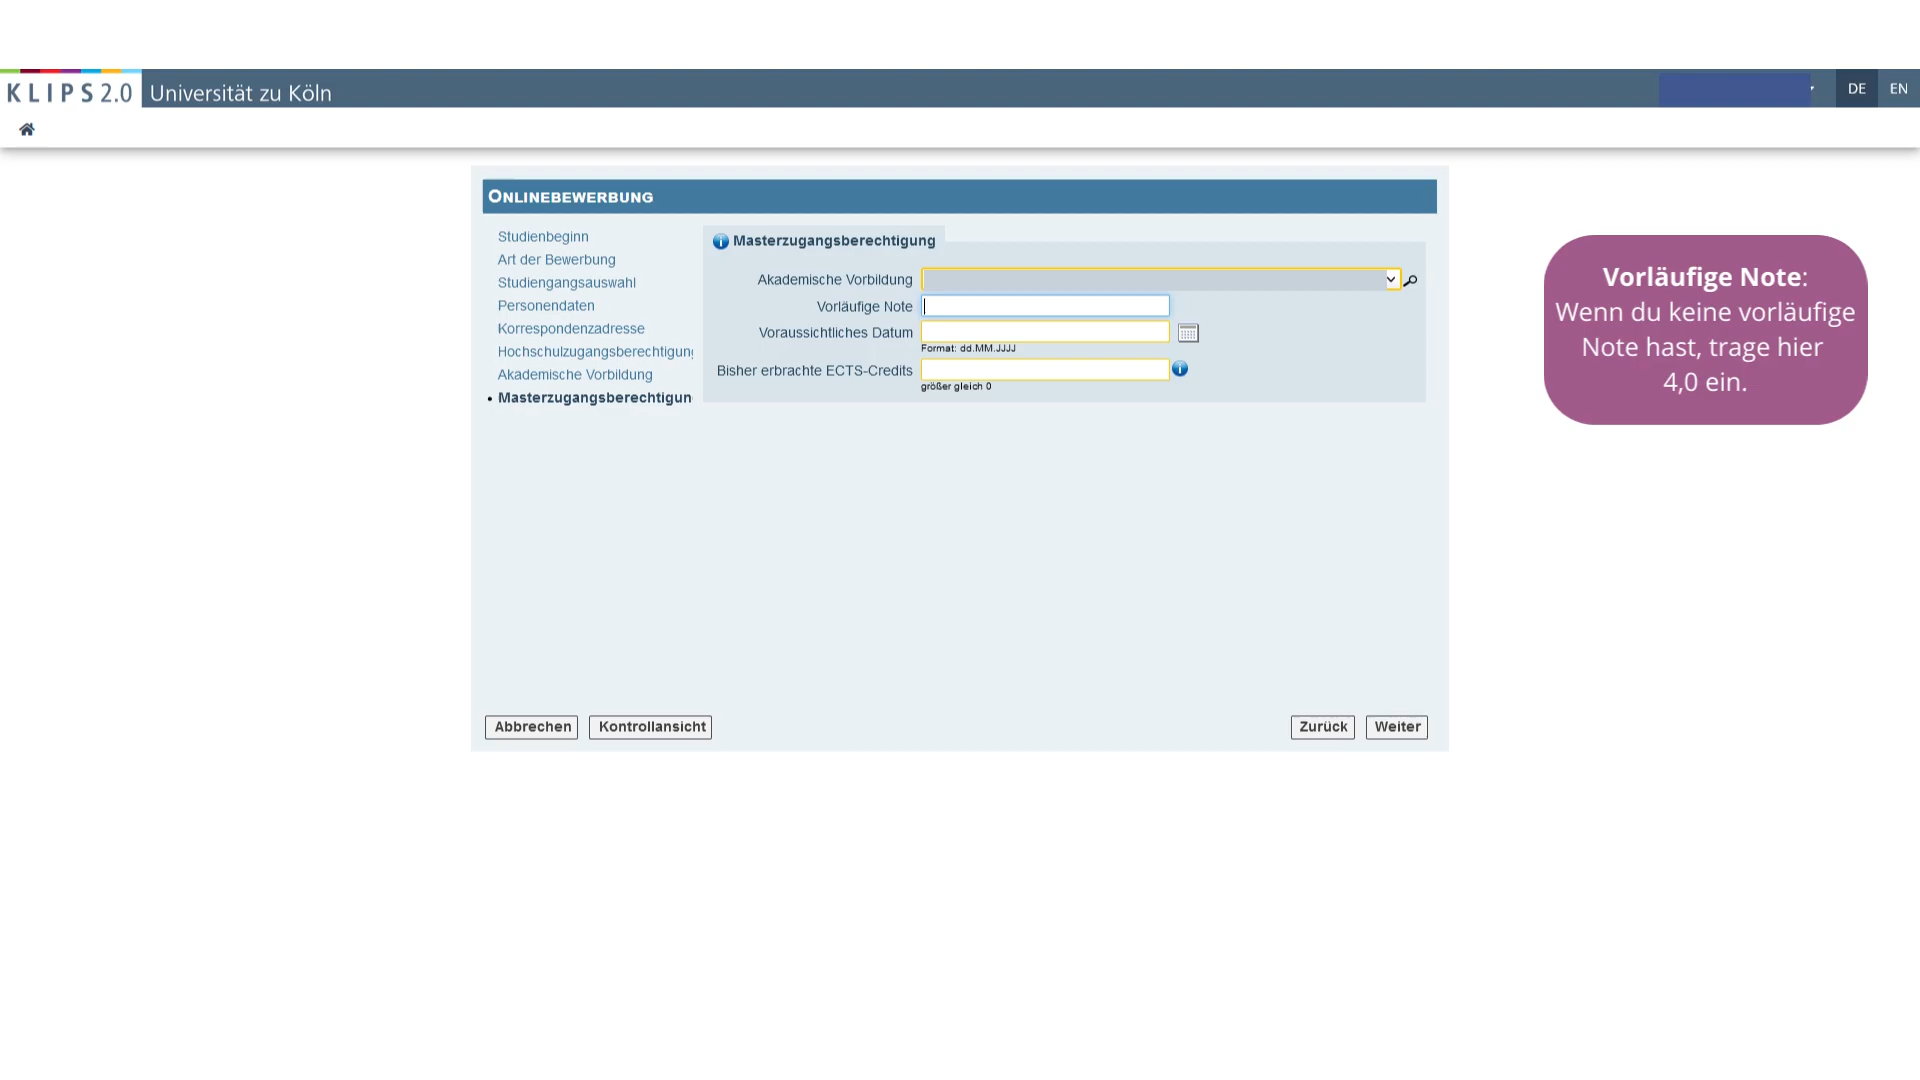 KLIPS2.0 Universität zu Köln
DE EN
ONLINEBEWERBUNG
Studienbeginn
Art der Bewerbung
Studiengangsauswahl
Personendaten
Korrespondenzadresse
Hochschulzugangsberechtigung
Akademische Vorbildung
• Masterzugangsberechtigun
Masterzugangsberechtigung
Akademische Vorbildung
Vorläufige Note
Voraussichtliches Datum
Format: dd.MM.JJJJ
Bisher erbrachte ECTS-Credits
größer gleich 0
Abbrechen Kontrollansicht Zurück Weiter
Vorläufige Note:
Wenn du keine vorläufige
Note hast, trage hier
4,0 ein.